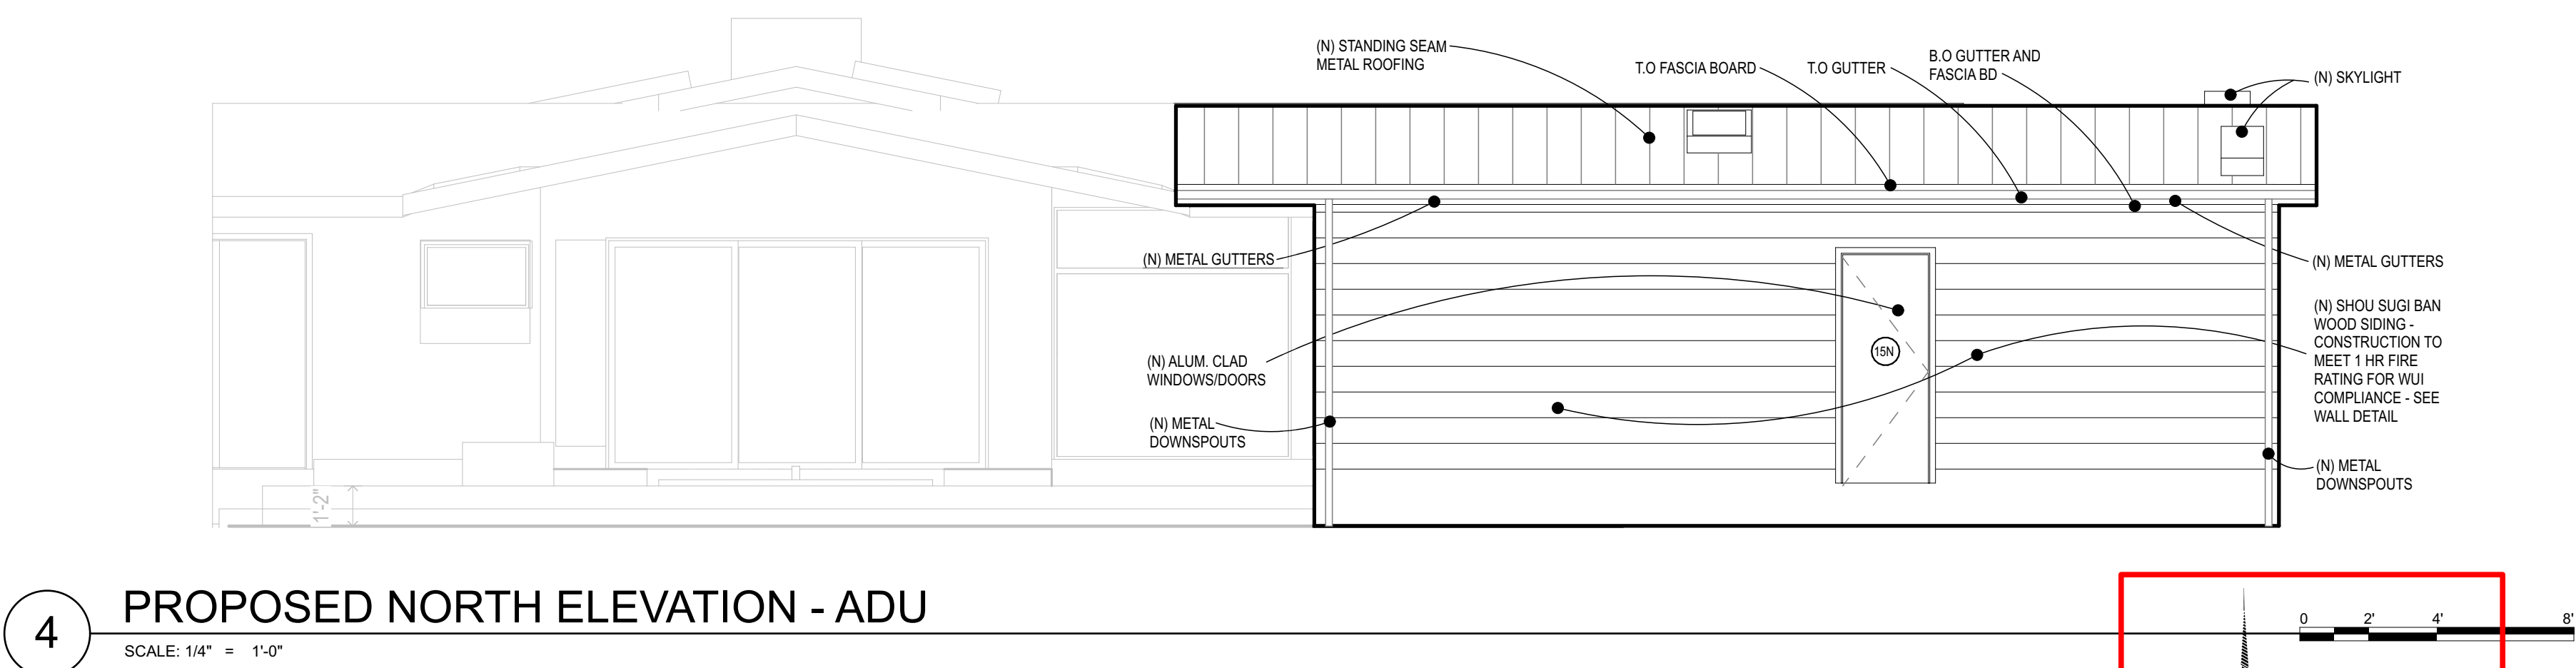 (N) STANDING SEAM
METAL ROOFING
T.O FASCIA BOARD
T.O GUTTER
B.O GUTTER AND
FASCIA BD
(N) SKYLIGHT
(N) METAL GUTTERS
(N) METAL GUTTERS
(N) ALUM. CLAD
WINDOWS/DOORS
15N
(N) SHOU SUGI BAN
WOOD SIDING -
CONSTRUCTION TO
MEET 1 HR FIRE
RATING FOR WUI
COMPLIANCE - SEE
WALL DETAIL
(N) METAL
DOWNSPOUTS
(N) METAL
DOWNSPOUTS
1'-2"
4
PROPOSED NORTH ELEVATION - ADU
SCALE: 1/4" = 1'-0"
0 2' 4' 8'